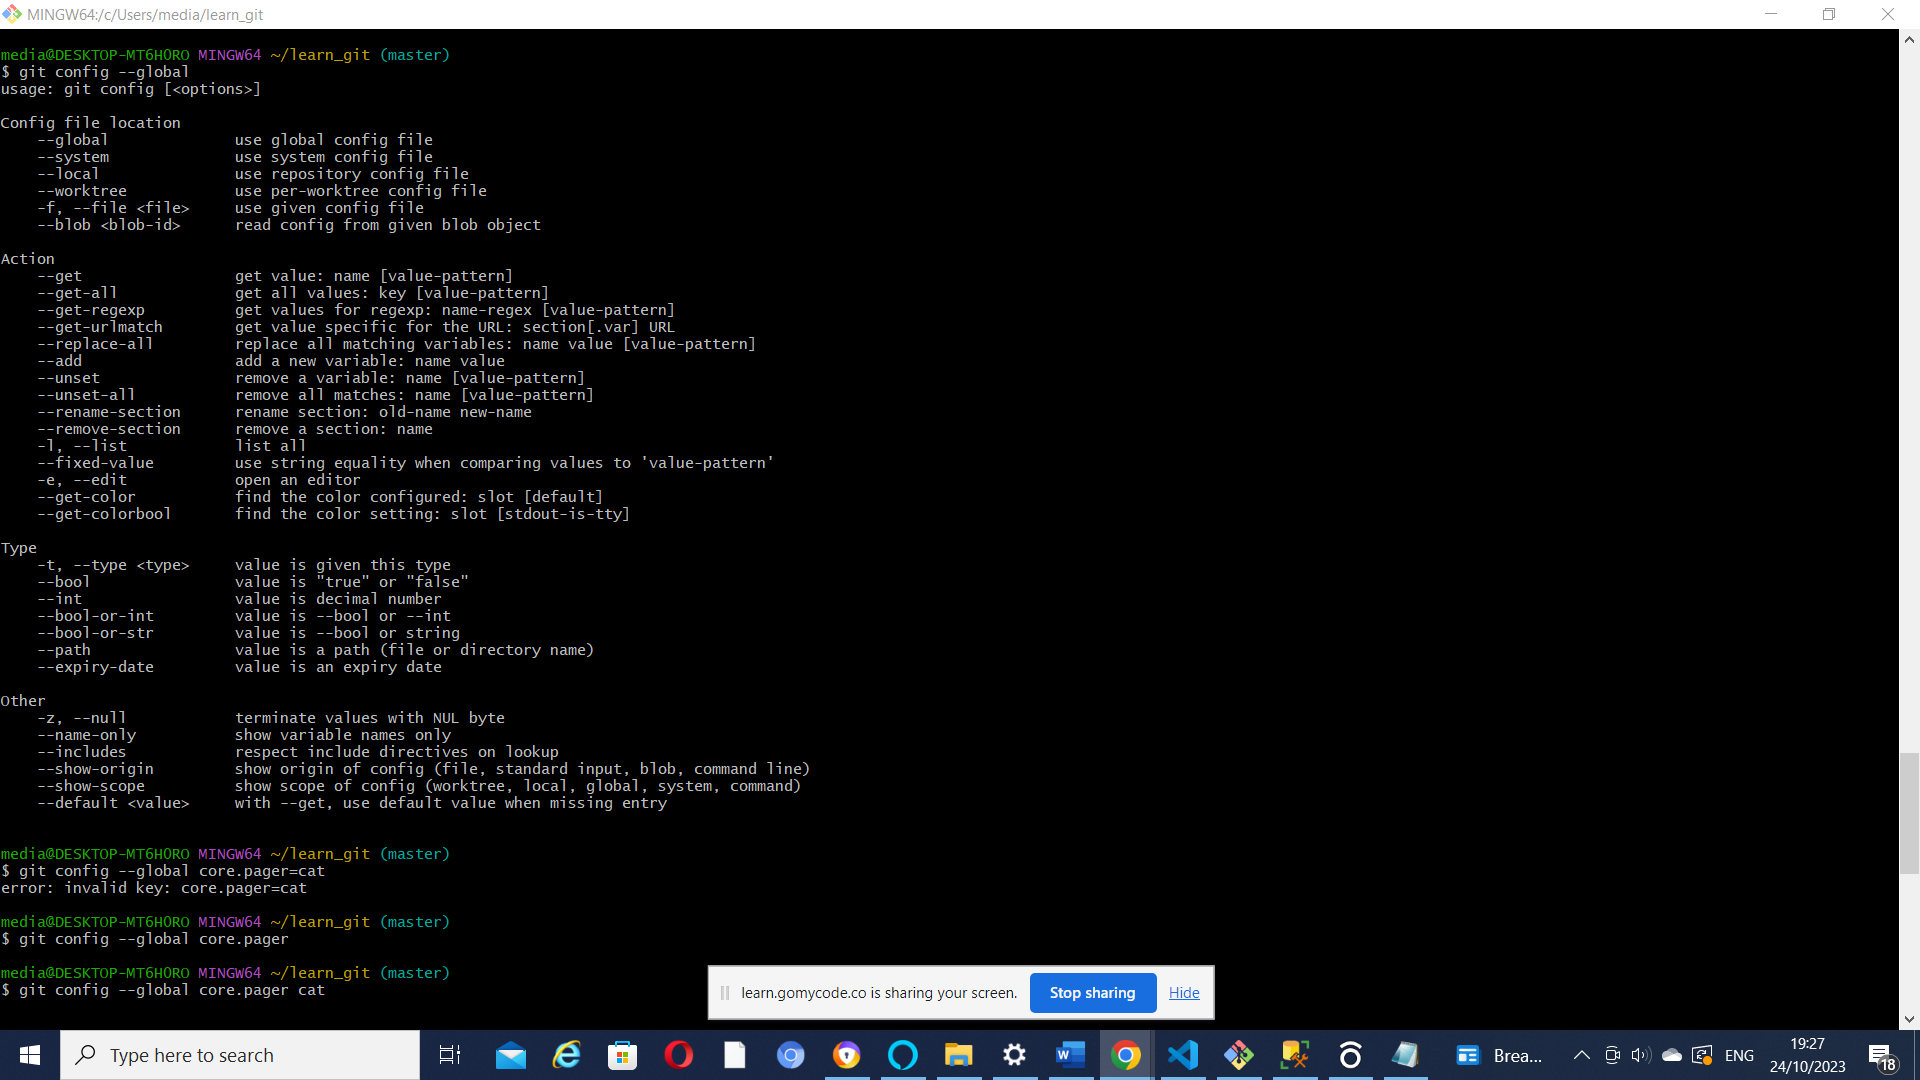 MINGW64:/c/Users/media/learn_git
media@DESKTOP-MT6H0RO MINGW64 ~/learn_git (master)
$ git config --global
usage: git config [<options>]

Config file location
    --global              use global config file
    --system              use system config file
    --local               use repository config file
    --worktree            use per-worktree config file
    -f, --file <file>     use given config file
    --blob <blob-id>      read config from given blob object

Action
    --get                 get value: name [value-pattern]
    --get-all             get all values: key [value-pattern]
    --get-regexp          get values for regexp: name-regex [value-pattern]
    --get-urlmatch        get value specific for the URL: section[.var] URL
    --replace-all         replace all matching variables: name value [value-pattern]
    --add                 add a new variable: name value
    --unset               remove a variable: name [value-pattern]
    --unset-all           remove all matches: name [value-pattern]
    --rename-section      rename section: old-name new-name
    --remove-section      remove a section: name
    -l, --list            list all
    --fixed-value         use string equality when comparing values to 'value-pattern'
    -e, --edit            open an editor
    --get-color           find the color configured: slot [default]
    --get-colorbool       find the color setting: slot [stdout-is-tty]

Type
    -t, --type <type>     value is given this type
    --bool                value is "true" or "false"
    --int                 value is decimal number
    --bool-or-int         value is --bool or --int
    --bool-or-str         value is --bool or string
    --path                value is a path (file or directory name)
    --expiry-date         value is an expiry date

Other
    -z, --null            terminate values with NUL byte
    --name-only           show variable names only
    --includes            respect include directives on lookup
    --show-origin         show origin of config (file, standard input, blob, command line)
    --show-scope          show scope of config (worktree, local, global, system, command)
    --default <value>     with --get, use default value when missing entry

media@DESKTOP-MT6H0RO MINGW64 ~/learn_git (master)
$ git config --global core.pager=cat
error: invalid key: core.pager=cat

media@DESKTOP-MT6H0RO MINGW64 ~/learn_git (master)
$ git config --global core.pager

media@DESKTOP-MT6H0RO MINGW64 ~/learn_git (master)
$ git config --global core.pager cat
learn.gomycode.co is sharing your screen. Stop sharing Hide
Type here to search
Brea... ENG
19:27
24/10/2023
18